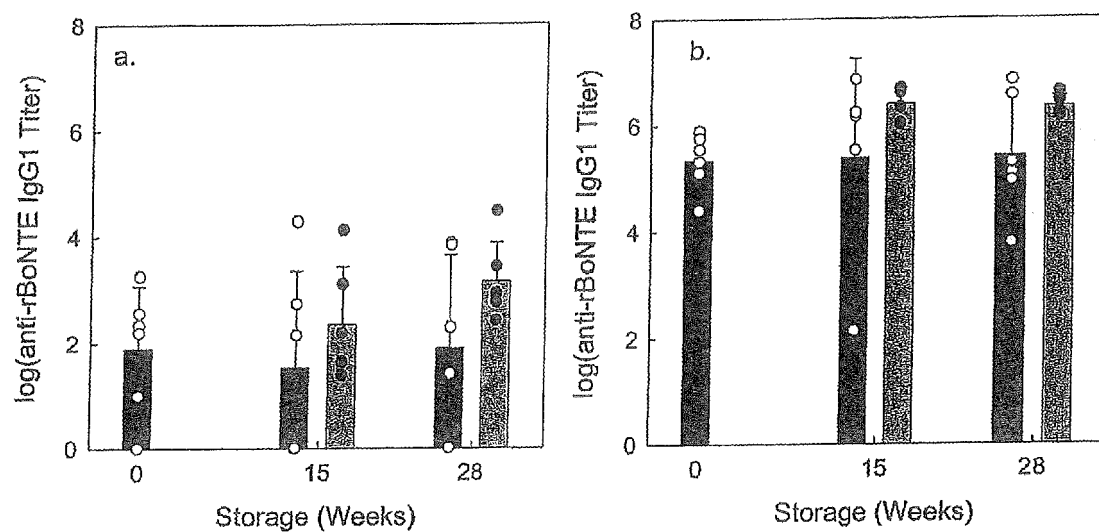 8
6
4
2
0
a.
log(anti-rBoNTE IgG1 Titer)
0
15
28
Storage (Weeks)
8
6
4
2
0
b.
log(anti-rBoNTE IgG1 Titer)
0
15
28
Storage (Weeks)